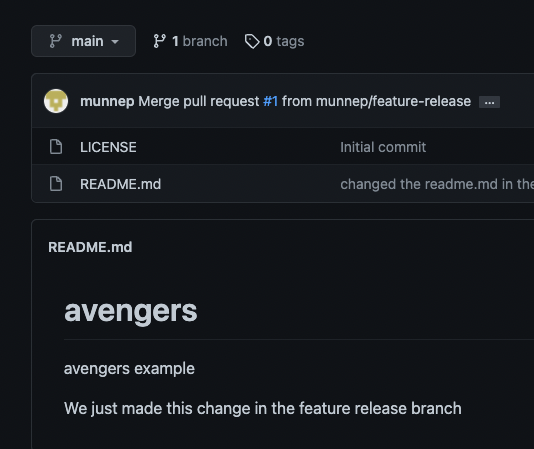 main 1 branch 0 tags
munnep Merge pull request #1 from munnep/feature-release ...
LICENSE Initial commit
README.md changed the readme.md in the
README.md
avengers
avengers example
We just made this change in the feature release branch